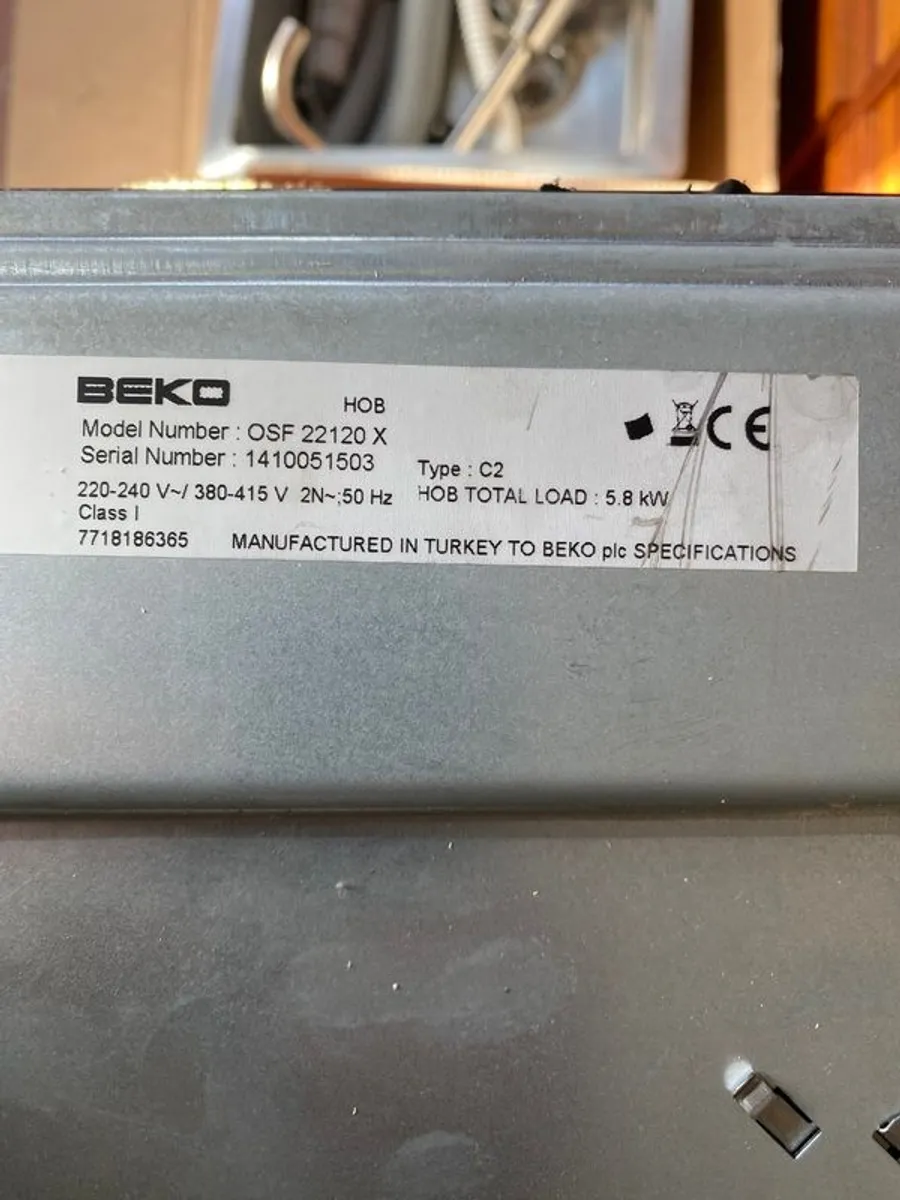 BEKO
HOB
Model Number : OSF 22120 X
Serial Number : 1410051503
Type : C2
220-240 V~/ 380-415 V 2N~;50 Hz
HOB TOTAL LOAD : 5.8 kW
Class I
7718186365
MANUFACTURED IN TURKEY TO BEKO plc SPECIFICATIONS
CE